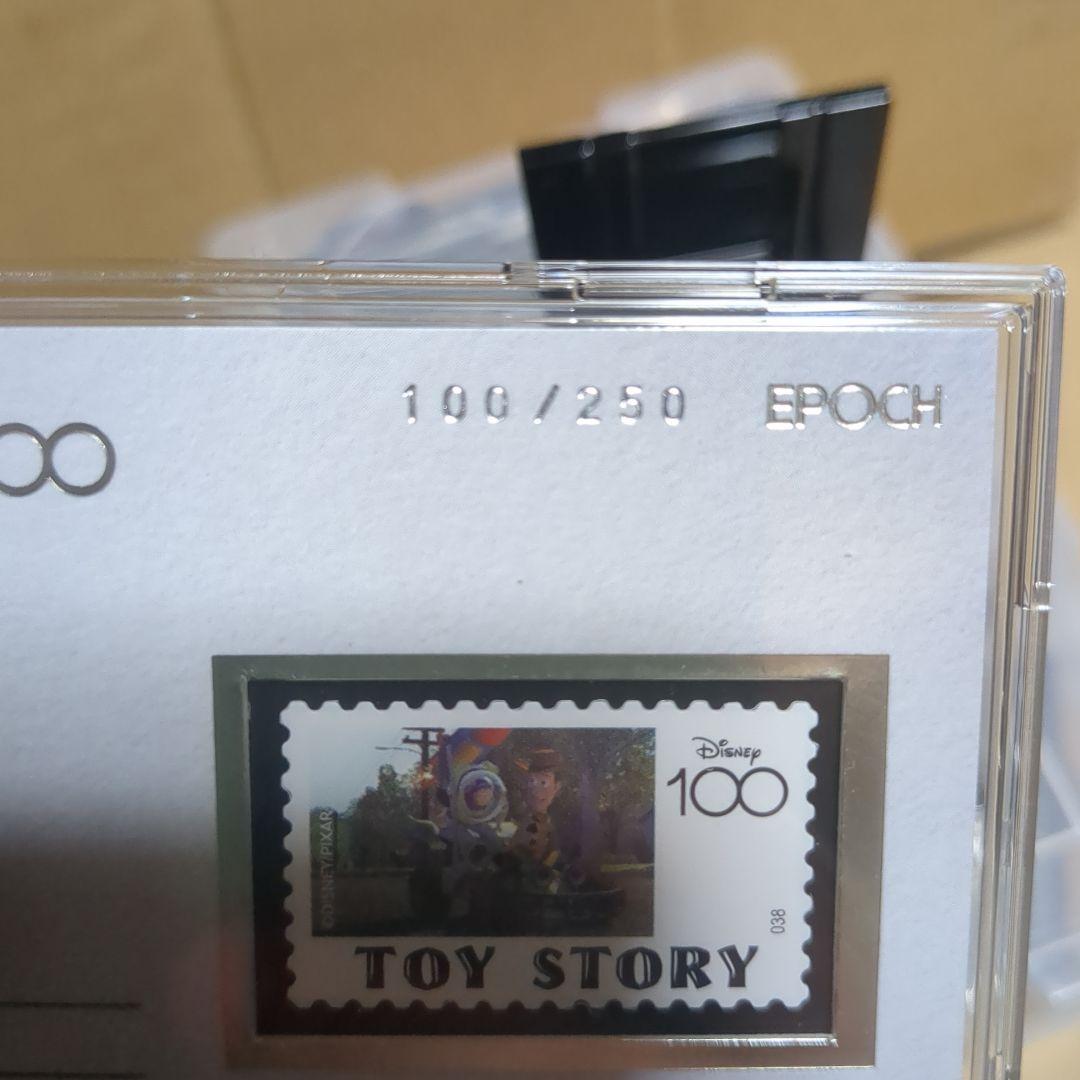 100/250 EPOCH
Disney
100
©DISNEY/PIXAR
038
TOY STORY